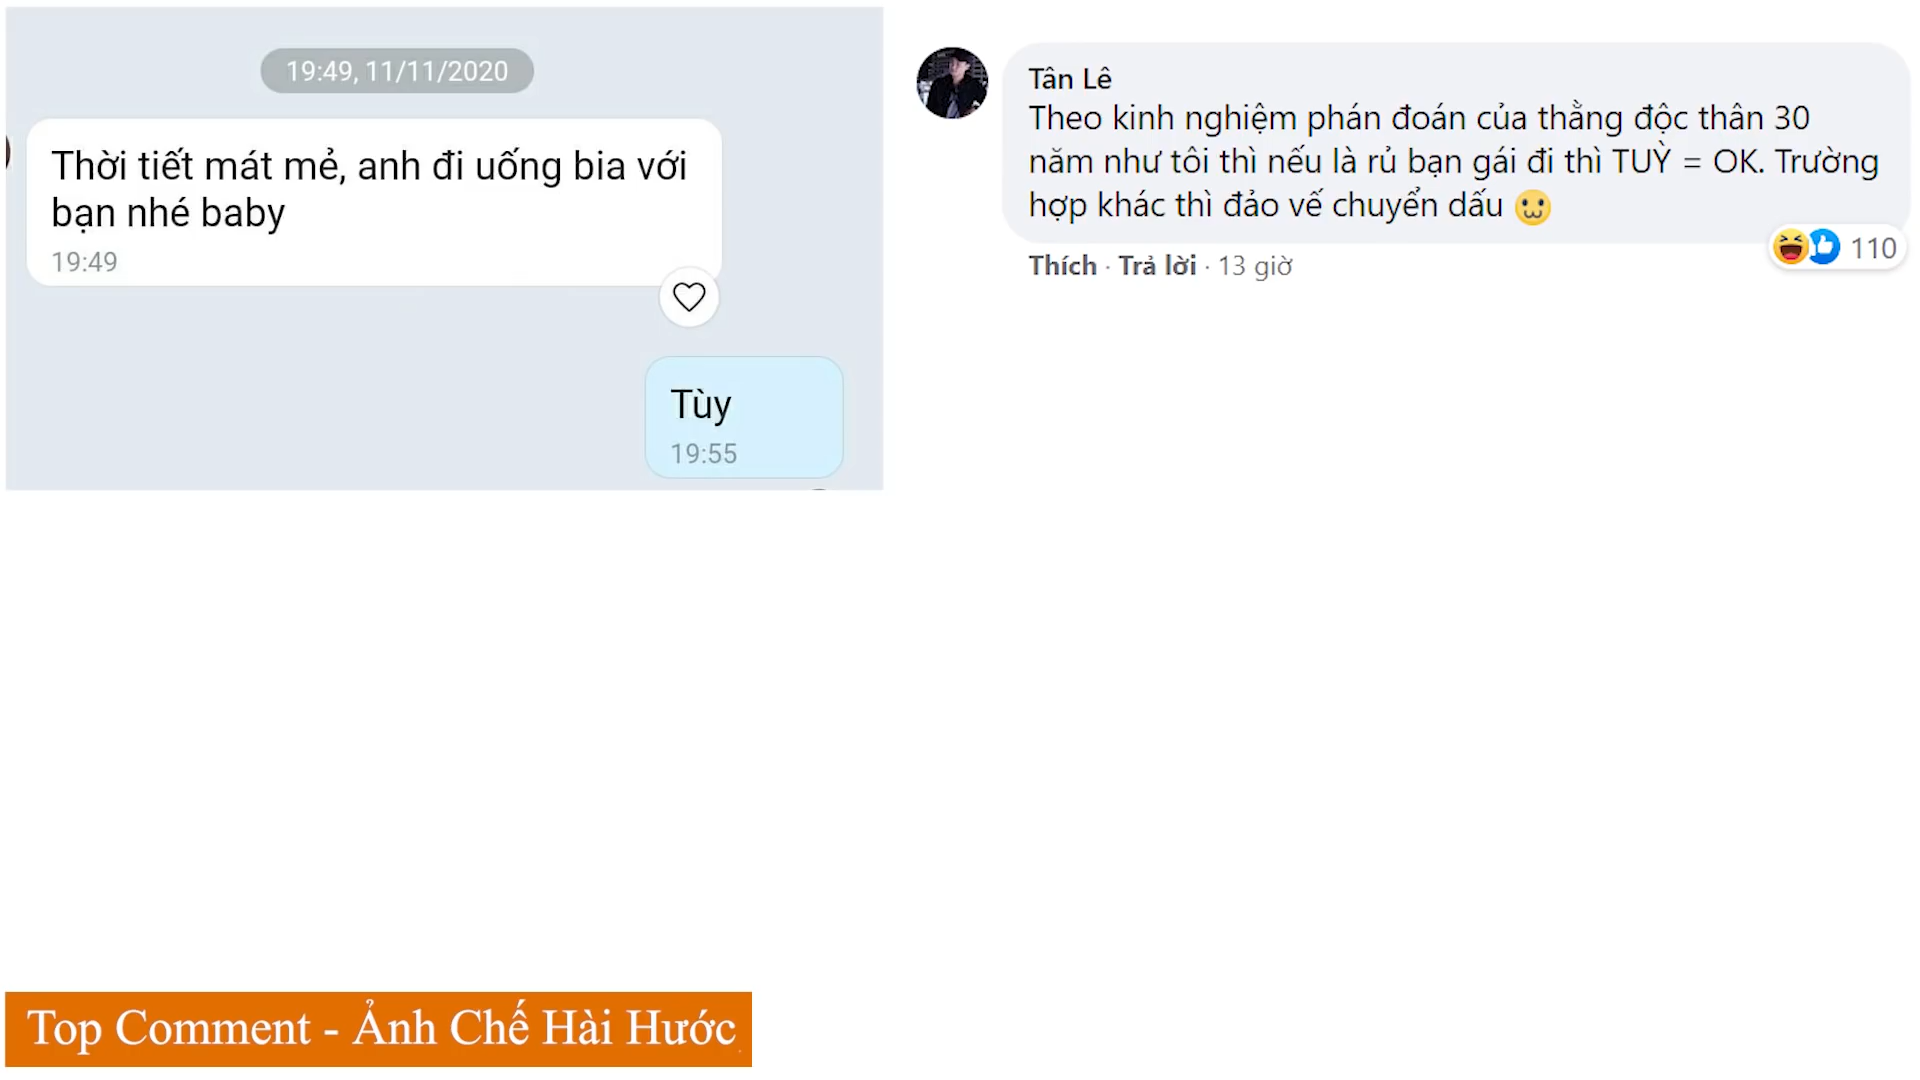 19:49, 11/11/2020
Thời tiết mát mẻ, anh đi uống bia với
bạn nhé baby
19:49
Tùy
19:55
Tân Lê
Theo kinh nghiệm phán đoán của thằng độc thân 30
năm như tôi thì nếu là rủ bạn gái đi thì TUỲ = OK. Trường
hợp khác thì đảo vế chuyển dấu
110
Thích · Trả lời · 13 giờ
Top Comment - Ảnh Chế Hài Hước